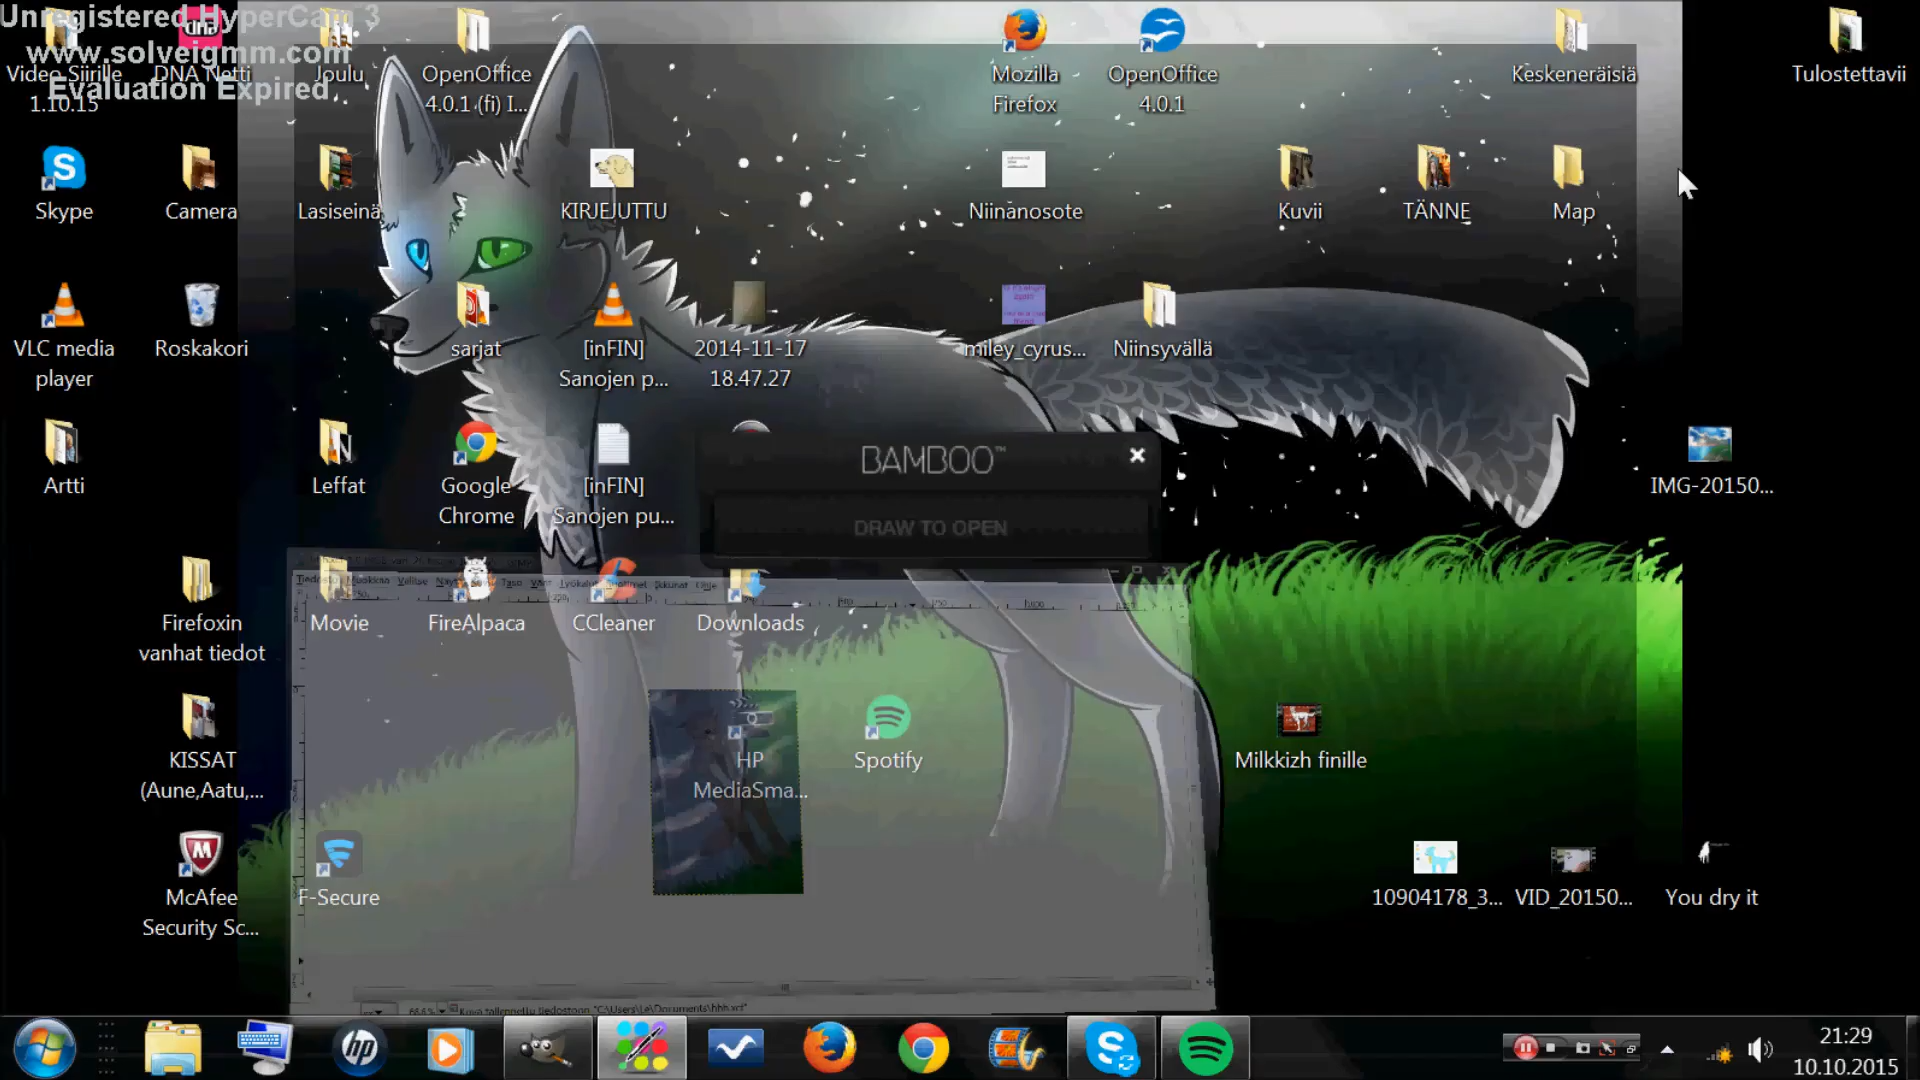 Unregistered HyperCam 3
www.solveigmm.com
Evaluation Expired
Video Siirille
1.10.15
DNA Netti
Joulu
OpenOffice
4.0.1 (fi) I...
Mozilla
Firefox
OpenOffice
4.0.1
Keskeneräisiä
Tulostettavii
Skype
Camera
Lasiseinä
KIRJEJUTTU
Niinanosote
Kuvii
TÄNNE
Map
VLC media
player
Roskakori
sarjat
[inFIN]
Sanojen p...
2014-11-17
18.47.27
miley_cyrus...
Niinsyvällä
BAMBOO™
DRAW TO OPEN
Artti
Leffat
Google
Chrome
[inFIN]
Sanojen pu...
IMG-20150...
Firefoxin
vanhat tiedot
Movie
FireAlpaca
CCleaner
Downloads
KISSAT
(Aune,Aatu,...
HP
MediaSma...
Spotify
Milkkizh finille
McAfee
Security Sc...
F-Secure
10904178_3...
VID_20150...
You dry it
21:29
10.10.2015